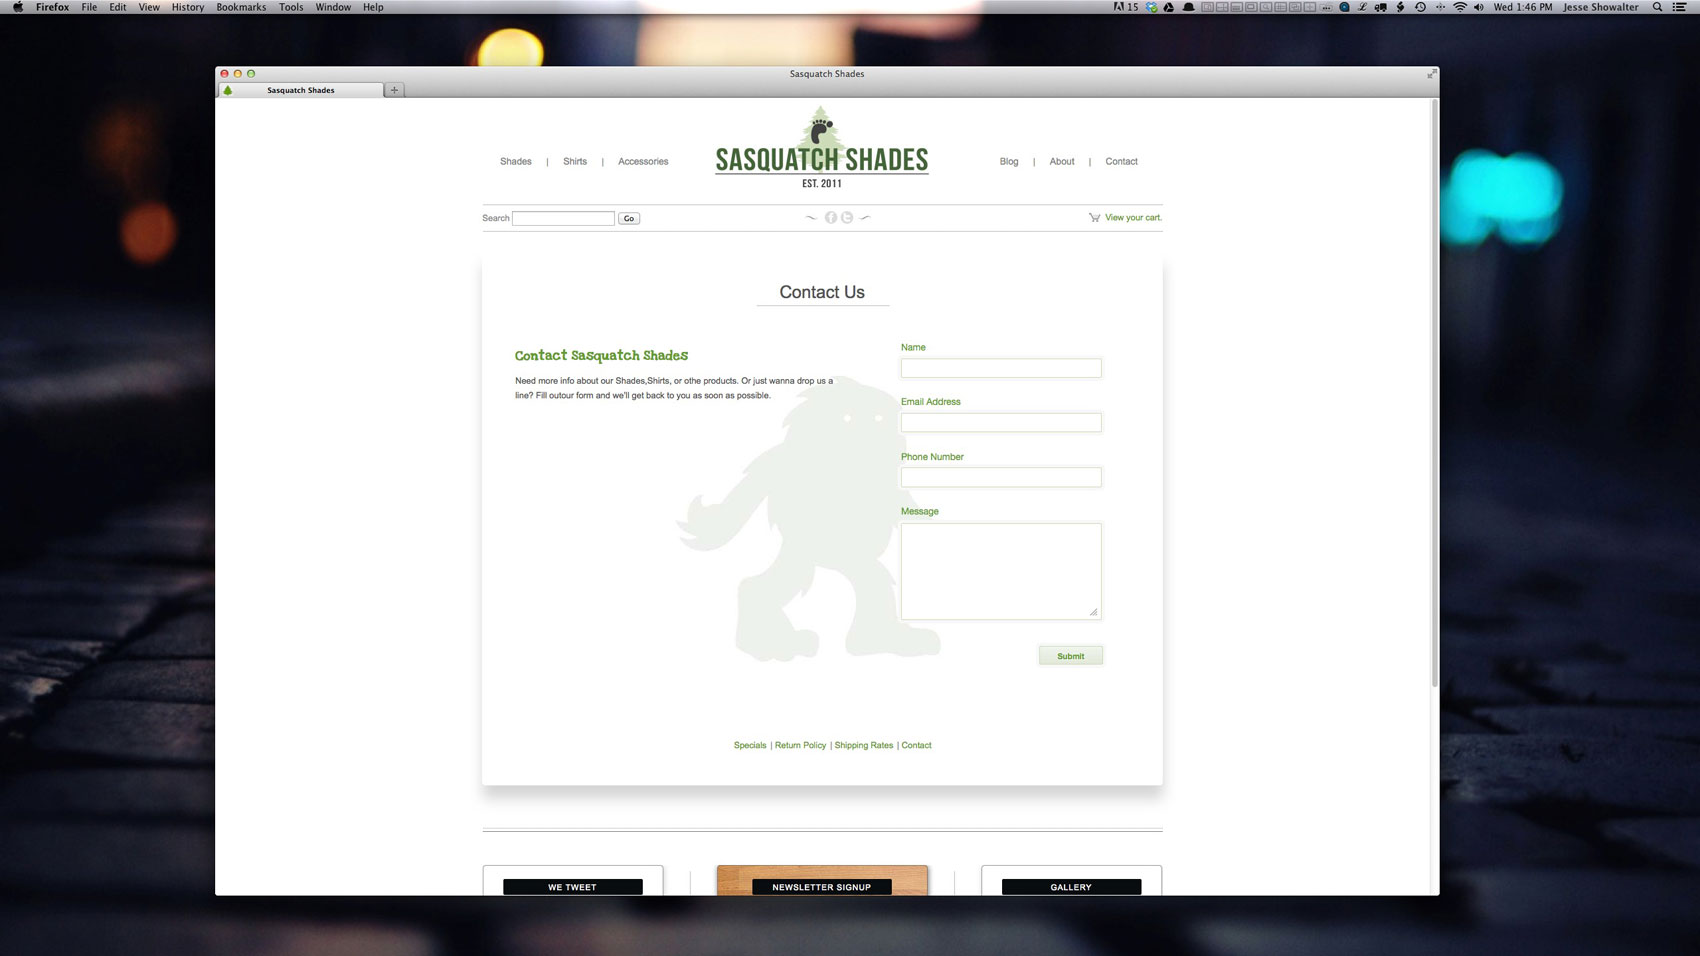 Firefox File Edit View History Bookmarks Tools Window Help 15 Wed 1:46 PM Jesse Showalter
Sasquatch Shades
Sasquatch Shades +
Shades | Shirts | Accessories
SASQUATCH SHADES
EST. 2011
Blog | About | Contact
Search Go
View your cart.
Contact Us
Contact Sasquatch Shades
Need more info about our Shades,Shirts, or othe products. Or just wanna drop us a
line? Fill outour form and we'll get back to you as soon as possible.
Name
Email Address
Phone Number
Message
Submit
Specials | Return Policy | Shipping Rates | Contact
WE TWEET
NEWSLETTER SIGNUP
GALLERY